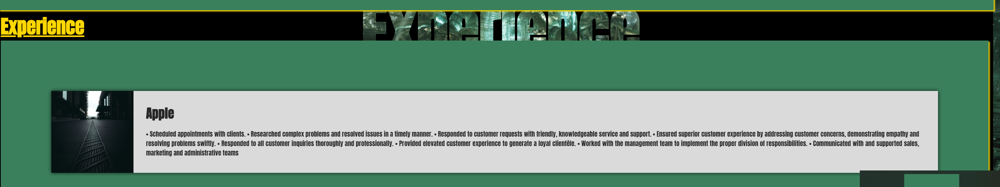 Experience
Experience
Apple
• Scheduled appointments with clients. • Researched complex problems and resolved issues in a timely manner. • Responded to customer requests with friendly, knowledgeable service and support. • Ensured superior customer experience by addressing customer concerns, demonstrating empathy and
resolving problems swiftly. • Responded to all customer inquiries thoroughly and professionally. • Provided elevated customer experience to generate a loyal clientèle. • Worked with the management team to implement the proper division of responsibilities. • Communicated with and supported sales,
marketing and administrative teams